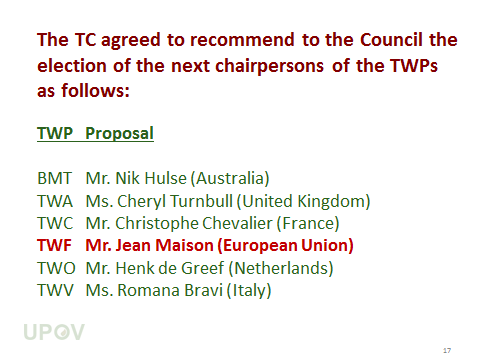 The TC agreed to recommend to the Council the
election of the next chairpersons of the TWPs
as follows:
TWP Proposal
BMT Mr. Nik Hulse (Australia)
TWA Ms. Cheryl Turnbull (United Kingdom)
TWC Mr. Christophe Chevalier (France)
TWF Mr. Jean Maison (European Union)
TWO Mr. Henk de Greef (Netherlands)
TWV Ms. Romana Bravi (Italy)
UPOV
17